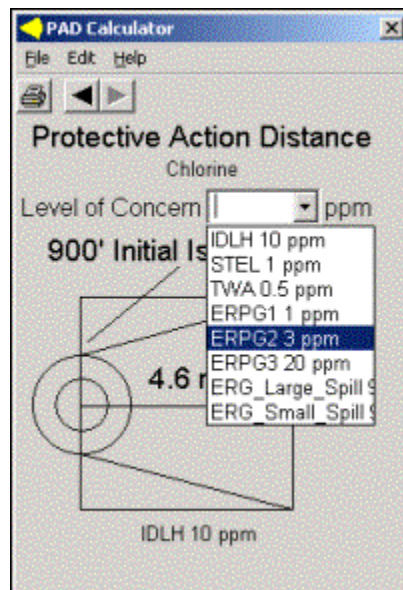 PAD Calculator
File Edit Help
Protective Action Distance
Chlorine
Level of Concern ppm
IDLH 10 ppm
900' Initial Is
STEL 1 ppm
TWA 0.5 ppm
ERPG1 1 ppm
ERPG2 3 ppm
ERPG3 20 ppm
4.6
ERG_Large_Spill 9
ERG_Small_Spill 9
IDLH 10 ppm